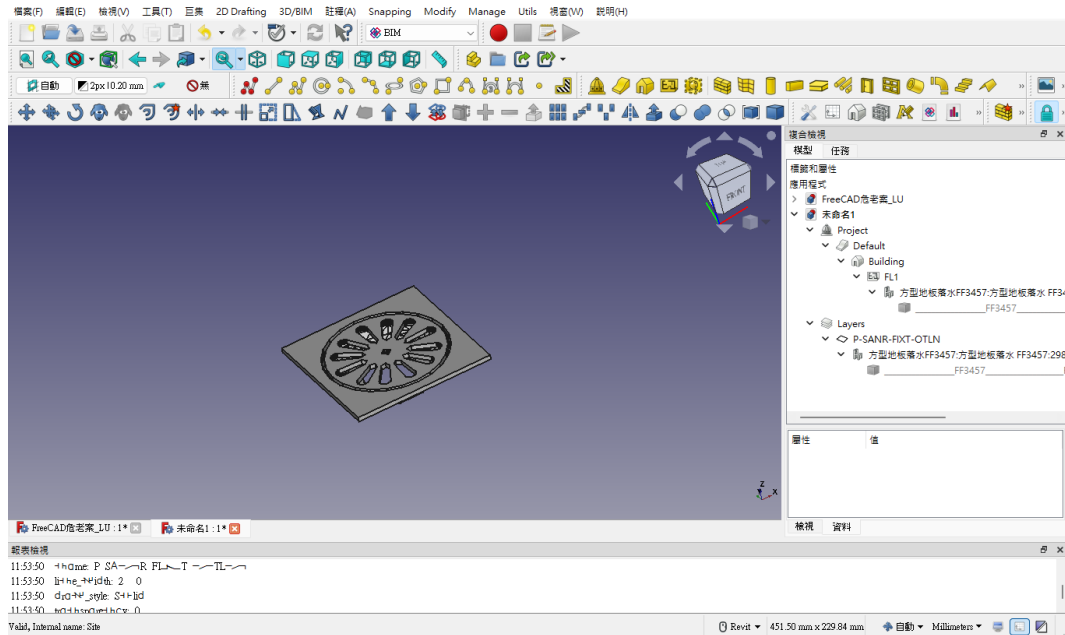 檔案(F) 編輯(E) 檢視(V) 工具(T) 巨集 2D Drafting 3D/BIM 註釋(A) Snapping Modify Manage Utils 視窗(W) 説明(H)
BIM
自動 2px|0.20 mm 無
複合檢視
模型 任務
標籤和屬性
應用程式
FreeCAD危老案_LU
未命名1
Project
Default
Building
FL1
方型地板落水FF3457:方型地板落水 FF34
FF3457
Layers
P-SANR-FIXT-OTLN
方型地板落水FF3457:方型地板落水 FF3457:298
FF3457
FRONT
Z
X
屬性 值
檢視 資料
FreeCAD危老案_LU : 1* 未命名1 : 1*
報表檢視
11:53:50
11:53:50
11:53:50
11:53:50
Valid, Internal name: Site
Revit 451.50 mm x 229.84 mm 自動 Millimeters